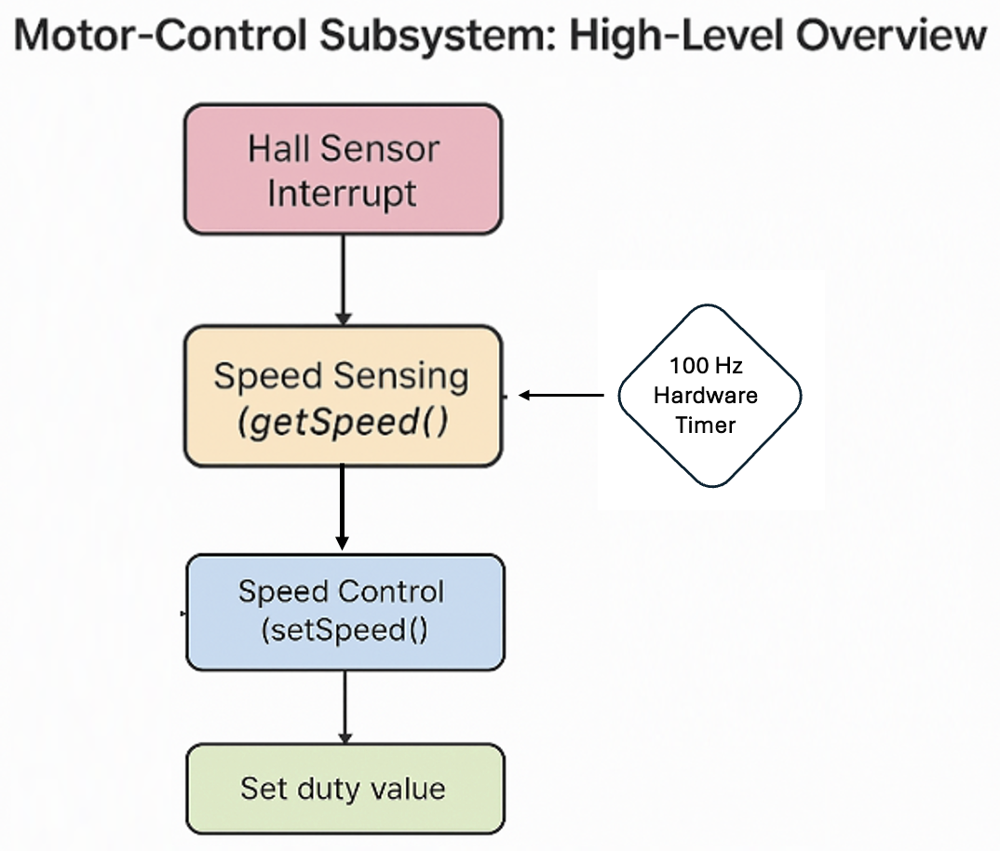 Motor-Control Subsystem: High-Level Overview
Hall Sensor
Interrupt
Speed Sensing
(getSpeed()
100 Hz
Hardware
Timer
Speed Control
(setSpeed()
Set duty value